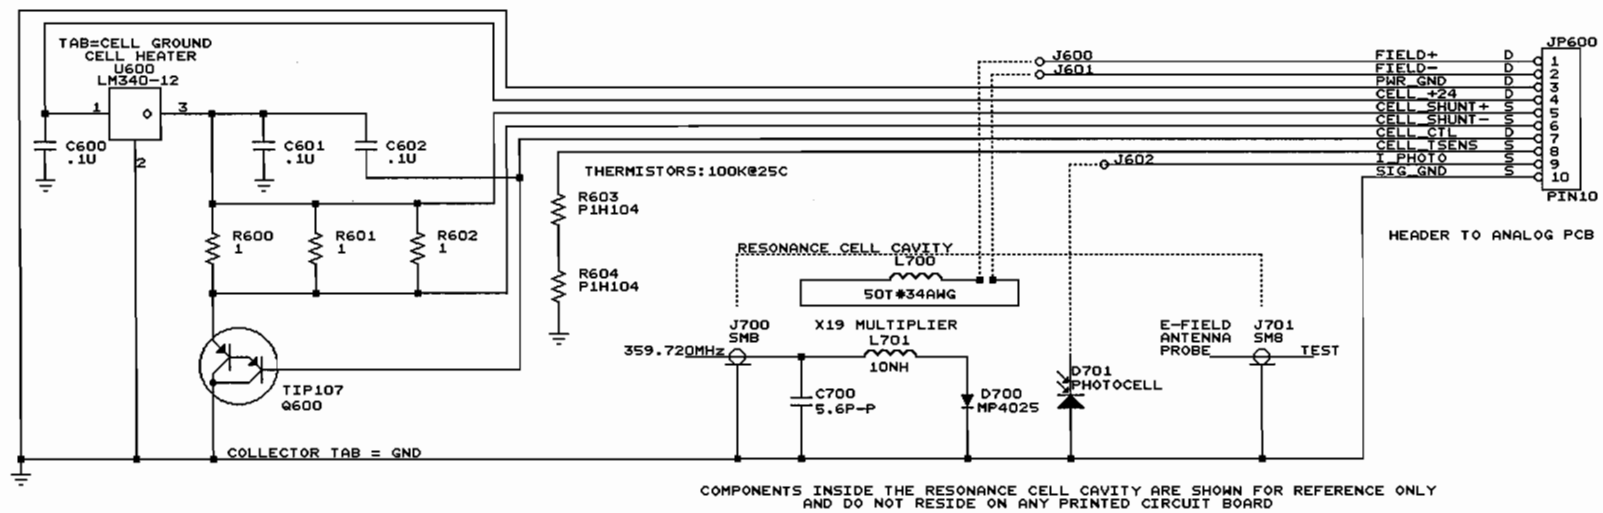 TAB=CELL GROUND
CELL HEATER
U600
LM340-12
1
3
2
C600
.1U
C601
.1U
C602
.1U
R600
1
R601
1
R602
1
TIP107
Q600
COLLECTOR TAB = GND
THERMISTORS:100K@25C
R603
P1H104
R604
P1H104
RESONANCE CELL CAVITY
L700
50T#34AWG
X19 MULTIPLIER
L701
10NH
J700
SMB
359.720MHz
C700
5.6P-P
D700
MP4025
D701
PHOTOCELL
E-FIELD
ANTENNA
PROBE
J701
SMB
TEST
J600
J601
J602
JP600
FIELD+ D 1
FIELD- D 2
PWR_GND D 3
CELL_+24 D 4
CELL_SHUNT+ S 5
CELL_SHUNT- S 6
CELL_CTL D 7
CELL_TSENS S 8
I_PHOTO S 9
SIG_GND S 10
PIN10
HEADER TO ANALOG PCB
COMPONENTS INSIDE THE RESONANCE CELL CAVITY ARE SHOWN FOR REFERENCE ONLY
AND DO NOT RESIDE ON ANY PRINTED CIRCUIT BOARD